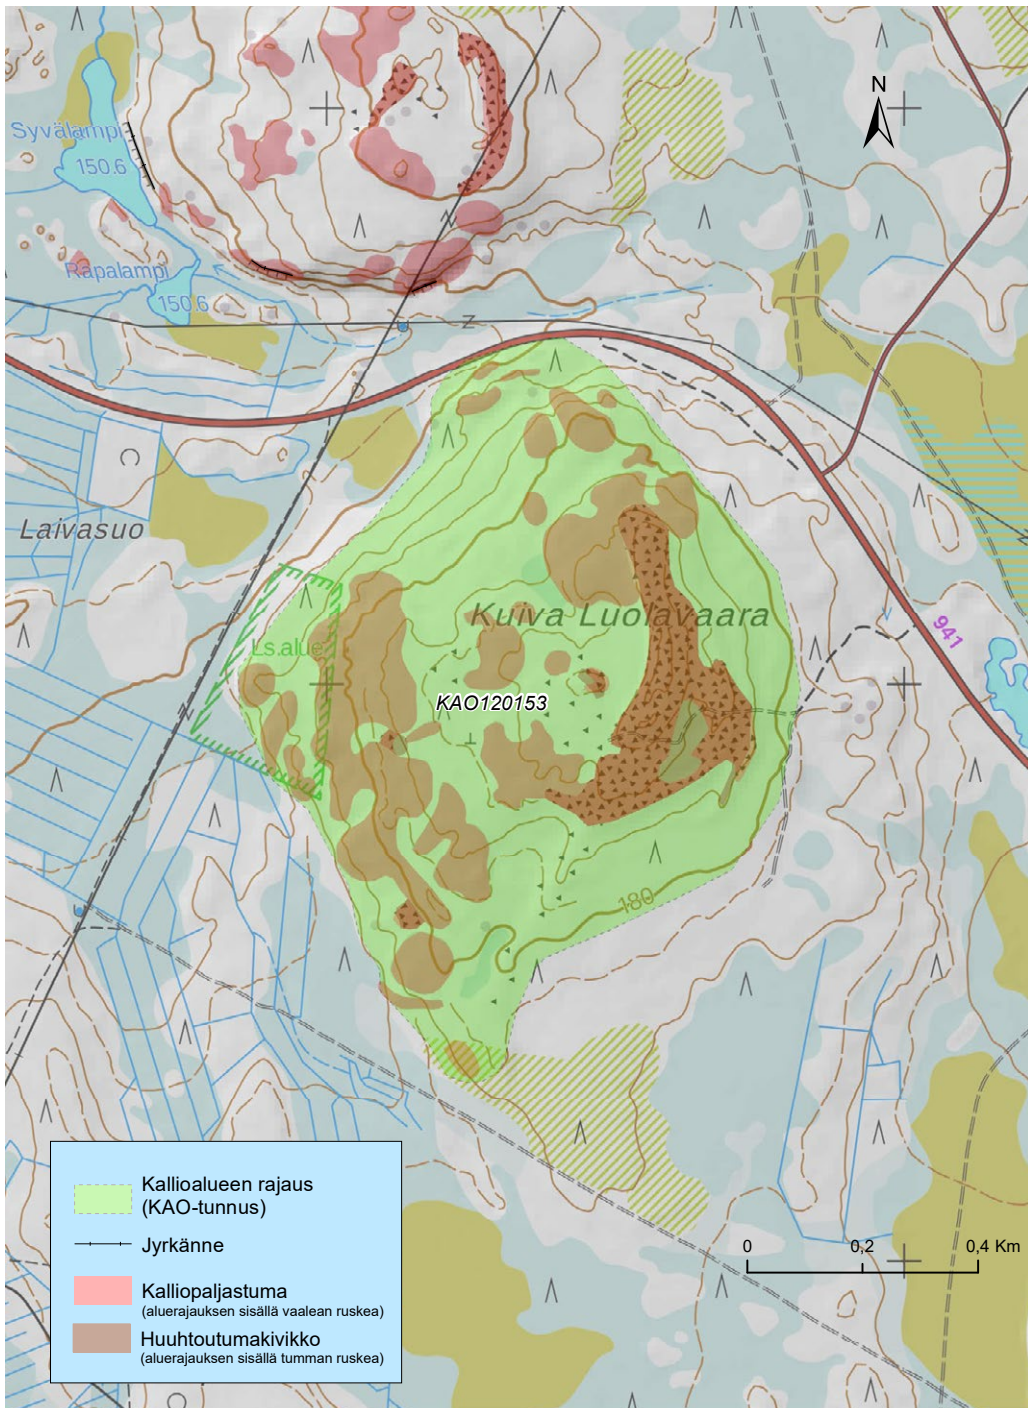 N
Syvälampi
150.6
Rapalampi
150.6
Laivasuo
Kuiva Luolavaara
Ls.alue
941
KAO120153
180
Kallioalueen rajaus
(KAO-tunnus)
Jyrkänne
Kalliopaljastuma
(aluerajauksen sisällä vaalean ruskea)
Huuhtoutumakivikko
(aluerajauksen sisällä tumman ruskea)
0 0,2 0,4 Km